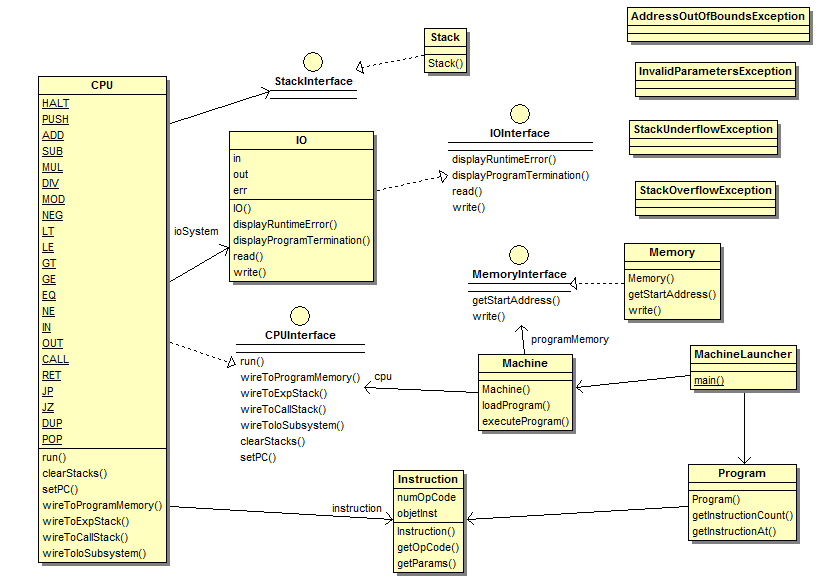 CPU
HALT
PUSH
ADD
SUB
MUL
DIV
MOD
NEG
LT
LE
GT
GE
EQ
NE
IN
OUT
CALL
RET
JP
JZ
DUP
POP
run()
clearStacks()
setPC()
wireToProgramMemory()
wireToExpStack()
wireToCallStack()
wireToIoSubsystem()
StackInterface
Stack
Stack()
IO
in
out
err
IO()
displayRuntimeError()
displayProgramTermination()
read()
write()
ioSystem
IOInterface
displayRuntimeError()
displayProgramTermination()
read()
write()
AddressOutOfBoundsException
InvalidParametersException
StackUnderflowException
StackOverflowException
MemoryInterface
getStartAddress()
write()
Memory
Memory()
getStartAddress()
write()
programMemory
CPUInterface
run()
wireToProgramMemory()
wireToExpStack()
wireToCallStack()
wireToIoSubsystem()
clearStacks()
setPC()
cpu
Machine
Machine()
loadProgram()
executeProgram()
MachineLauncher
main()
instruction
Instruction
numOpCode
objetInst
Instruction()
getOpCode()
getParams()
Program
Program()
getInstructionCount()
getInstructionAt()